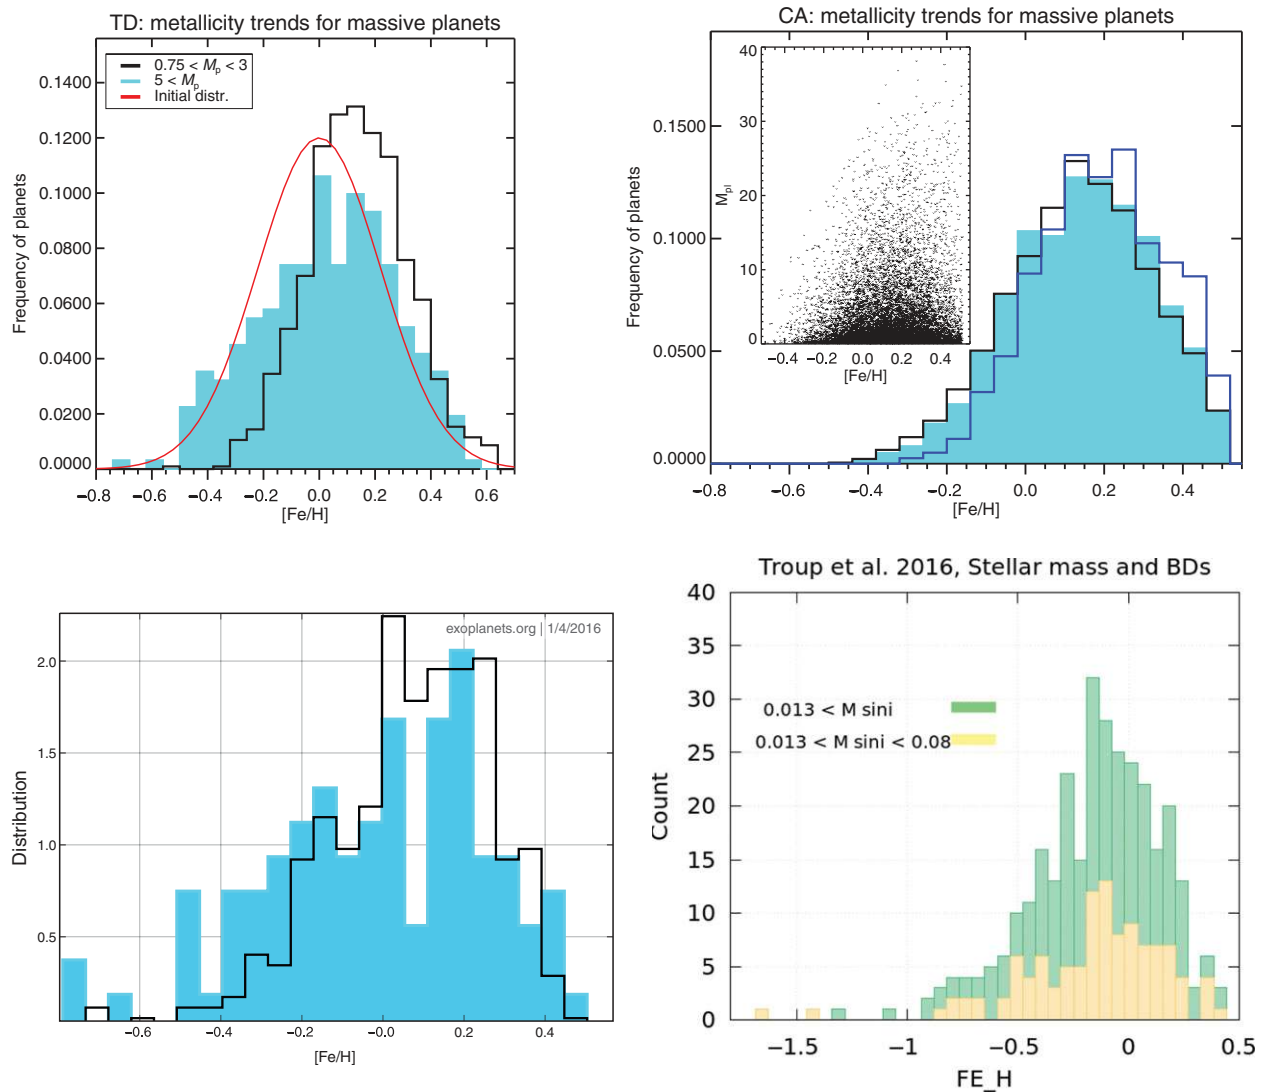 TD: metallicity trends for massive planets
0.75 < Mp < 3
5 < Mp
Initial distr.
Frequency of planets
0.1400
0.1200
0.1000
0.0800
0.0600
0.0400
0.0200
0.0000
−0.8 −0.6 −0.4 −0.2 0.0 0.2 0.4 0.6
[Fe/H]
CA: metallicity trends for massive planets
Frequency of planets
0.1500
0.1000
0.0500
0.0000
Mpl
40
30
20
10
0
−0.4 −0.2 0.0 0.2 0.4
[Fe/H]
−0.8 −0.6 −0.4 −0.2 0.0 0.2 0.4
[Fe/H]
exoplanets.org | 1/4/2016
Distribution
2.0
1.5
1.0
0.5
−0.6 −0.4 −0.2 −0.0 0.2 0.4
[Fe/H]
Troup et al. 2016, Stellar mass and BDs
0.013 < M sini
0.013 < M sini < 0.08
Count
40
35
30
25
20
15
10
5
0
−1.5 −1 −0.5 0 0.5
FE_H